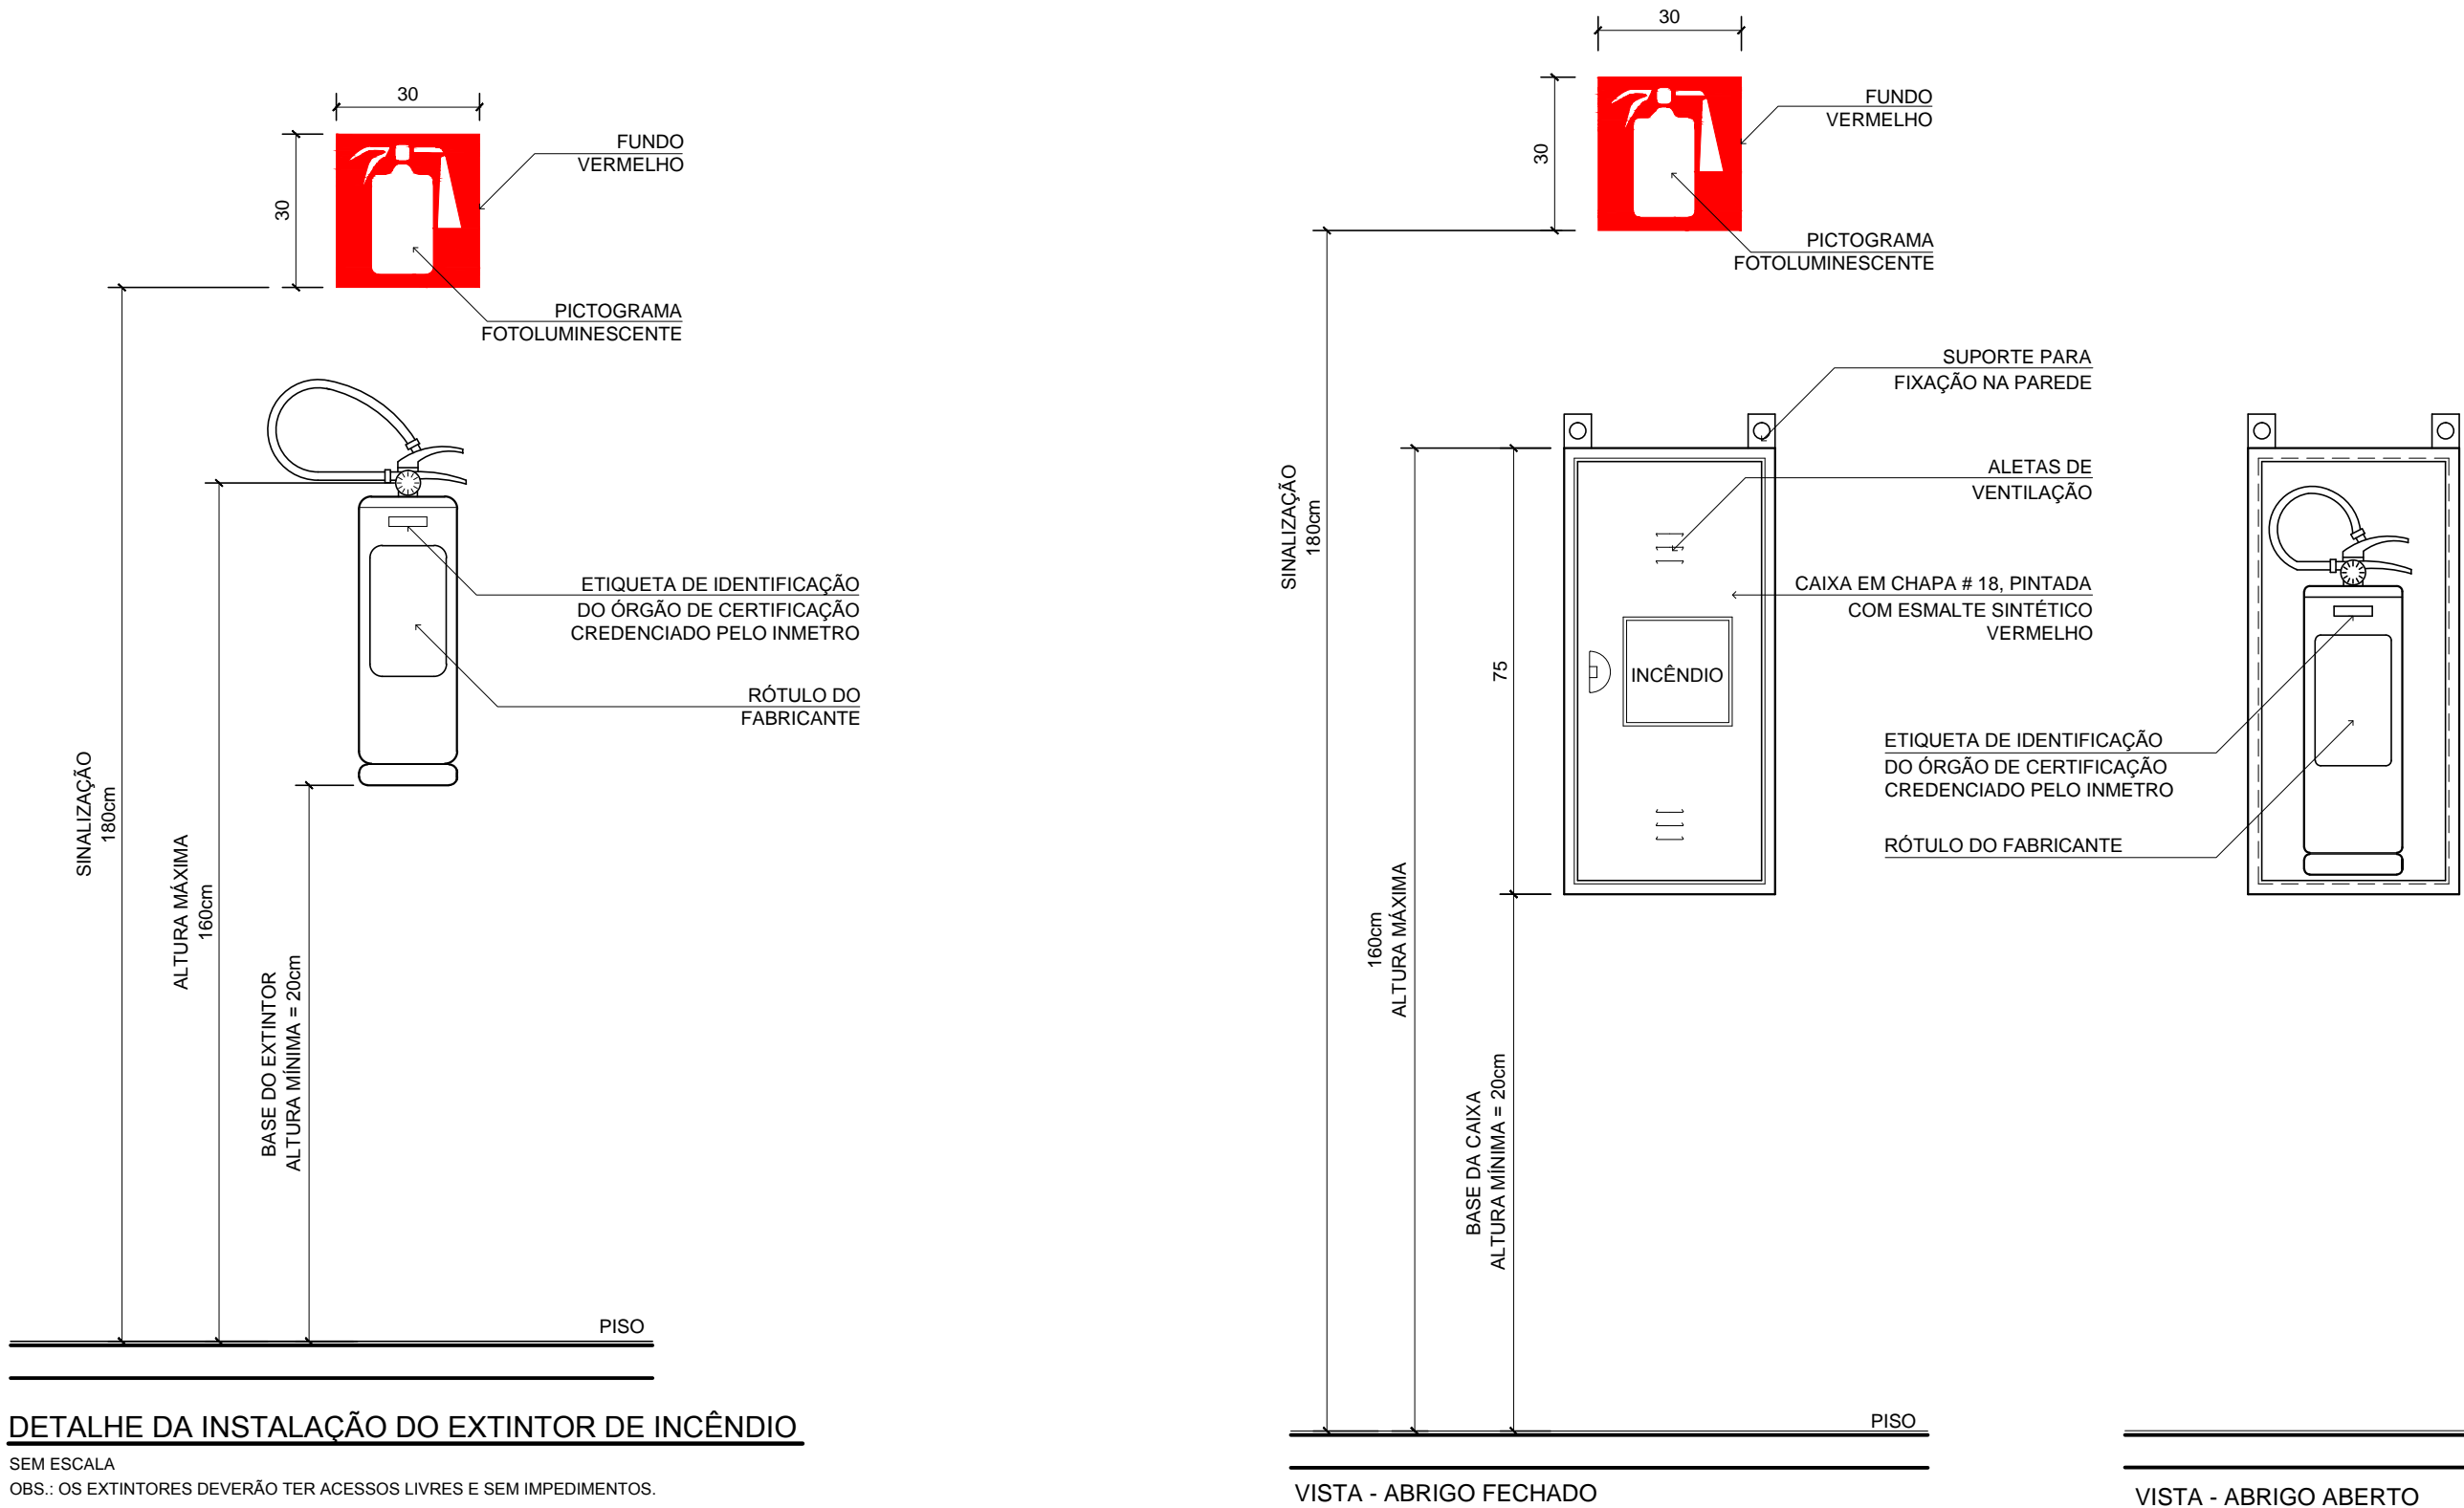 30
30
FUNDO
VERMELHO
PICTOGRAMA
FOTOLUMINESCENTE
ETIQUETA DE IDENTIFICAÇÃO
DO ÓRGÃO DE CERTIFICAÇÃO
CREDENCIADO PELO INMETRO
RÓTULO DO
FABRICANTE
SINALIZAÇÃO
180cm
ALTURA MÁXIMA
160cm
BASE DO EXTINTOR
ALTURA MÍNIMA = 20cm
PISO
DETALHE DA INSTALAÇÃO DO EXTINTOR DE INCÊNDIO
SEM ESCALA
OBS.: OS EXTINTORES DEVERÃO TER ACESSOS LIVRES E SEM IMPEDIMENTOS.
30
30
FUNDO
VERMELHO
PICTOGRAMA
FOTOLUMINESCENTE
SUPORTE PARA
FIXAÇÃO NA PAREDE
ALETAS DE
VENTILAÇÃO
CAIXA EM CHAPA # 18, PINTADA
COM ESMALTE SINTÉTICO
VERMELHO
INCÊNDIO
75
SINALIZAÇÃO
180cm
160cm
ALTURA MÁXIMA
BASE DA CAIXA
ALTURA MÍNIMA = 20cm
PISO
VISTA - ABRIGO FECHADO
ETIQUETA DE IDENTIFICAÇÃO
DO ÓRGÃO DE CERTIFICAÇÃO
CREDENCIADO PELO INMETRO
RÓTULO DO FABRICANTE
VISTA - ABRIGO ABERTO